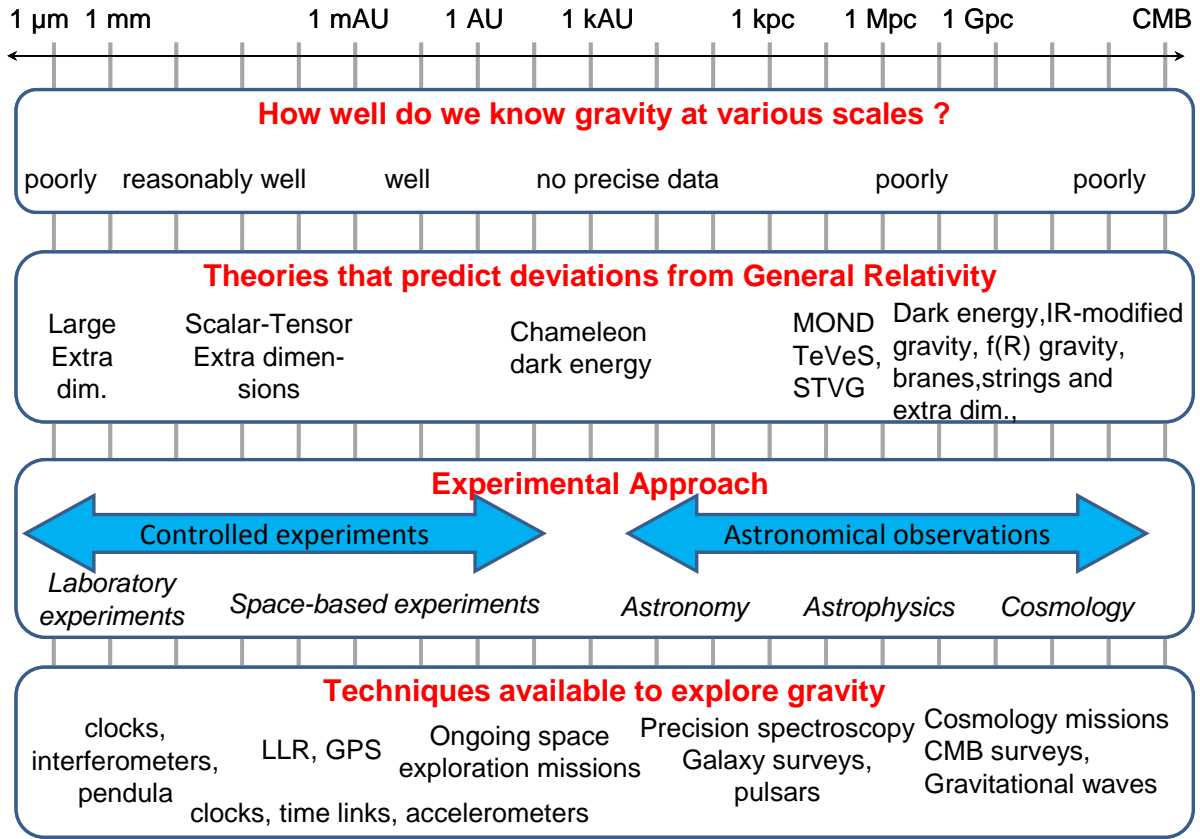 1 μm 1 mm 1 mAU 1 AU 1 kAU 1 kpc 1 Mpc 1 Gpc CMB
How well do we know gravity at various scales ?
poorly reasonably well well no precise data poorly poorly
Theories that predict deviations from General Relativity
Large
Extra
dim.
Scalar-Tensor
Extra dimen-
sions
Chameleon
dark energy
MOND
TeVeS,
STVG
Dark energy,IR-modified
gravity, f(R) gravity,
branes,strings and
extra dim.,
Experimental Approach
Controlled experiments
Astronomical observations
Laboratory
experiments
Space-based experiments
Astronomy
Astrophysics
Cosmology
Techniques available to explore gravity
clocks,
interferometers,
pendula
LLR, GPS
Ongoing space
exploration missions
clocks, time links, accelerometers
Precision spectroscopy
Galaxy surveys,
pulsars
Cosmology missions
CMB surveys,
Gravitational waves